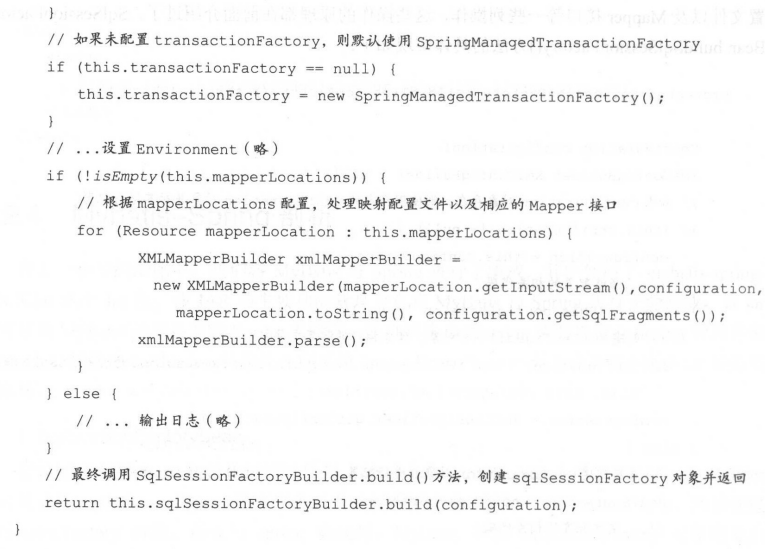 }
// 如果未配置 transactionFactory，则默认使用 SpringManagedTransactionFactory
if (this.transactionFactory == null) {
this.transactionFactory = new SpringManagedTransactionFactory();
}
// ...设置 Environment（略）
if (!isEmpty(this.mapperLocations)) {
// 根据 mapperLocations 配置，处理映射配置文件以及相应的 Mapper 接口
for (Resource mapperLocation : this.mapperLocations) {
XMLMapperBuilder xmlMapperBuilder =
new XMLMapperBuilder(mapperLocation.getInputStream(),configuration,
mapperLocation.toString(), configuration.getSqlFragments());
xmlMapperBuilder.parse();
}
} else {
// ... 输出日志（略）
}
// 最终调用 SqlSessionFactoryBuilder.build()方法，创建 sqlSessionFactory 对象并返回
return this.sqlSessionFactoryBuilder.build(configuration);
}